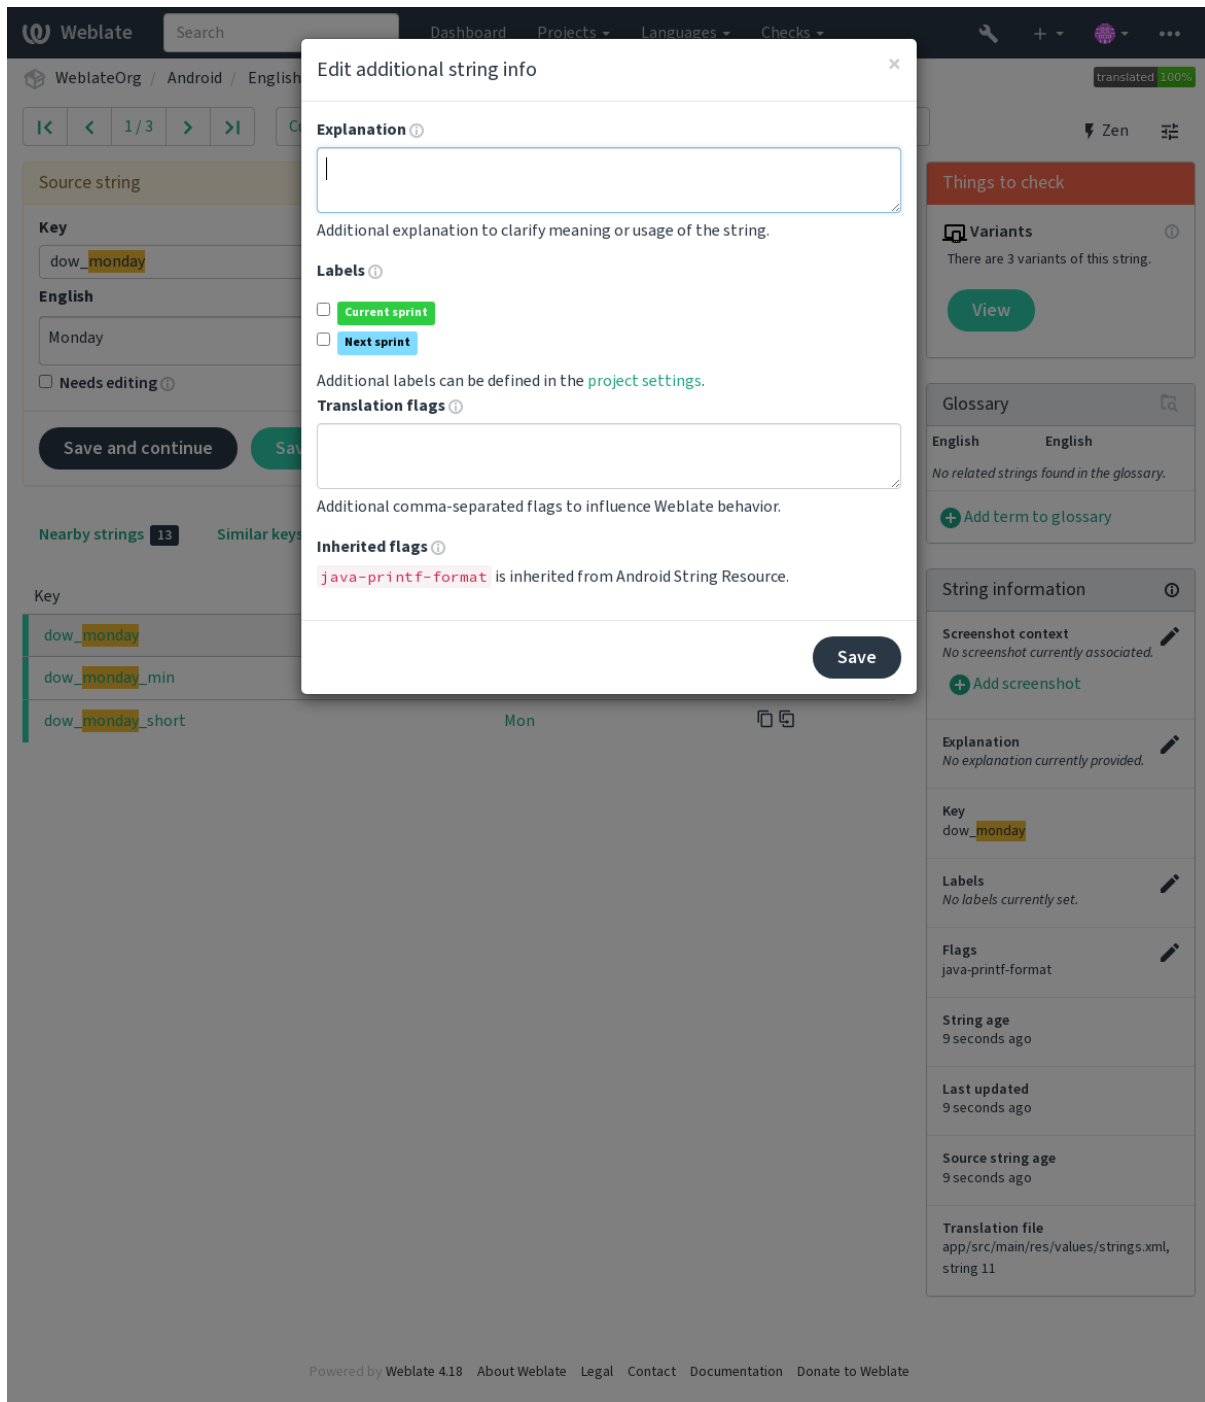 Weblate
Search
Dashboard
Projects
Languages
Checks
WeblateOrg / Android / English
translated 100%
1 / 3
Zen
Edit additional string info
×
Explanation
Additional explanation to clarify meaning or usage of the string.
Labels
Current sprint
Next sprint
Additional labels can be defined in the project settings.
Translation flags
Additional comma-separated flags to influence Weblate behavior.
Inherited flags
java-printf-format is inherited from Android String Resource.
Save
Source string
Key
dow_monday
English
Monday
Needs editing
Save and continue
Nearby strings 13
Similar keys
Key
dow_monday
dow_monday_min
dow_monday_short
Mon
Things to check
Variants
There are 3 variants of this string.
View
Glossary
English English
No related strings found in the glossary.
Add term to glossary
String information
Screenshot context
No screenshot currently associated.
Add screenshot
Explanation
No explanation currently provided.
Key
dow_monday
Labels
No labels currently set.
Flags
java-printf-format
String age
9 seconds ago
Last updated
9 seconds ago
Source string age
9 seconds ago
Translation file
app/src/main/res/values/strings.xml,
string 11
Powered by Weblate 4.18 About Weblate Legal Contact Documentation Donate to Weblate